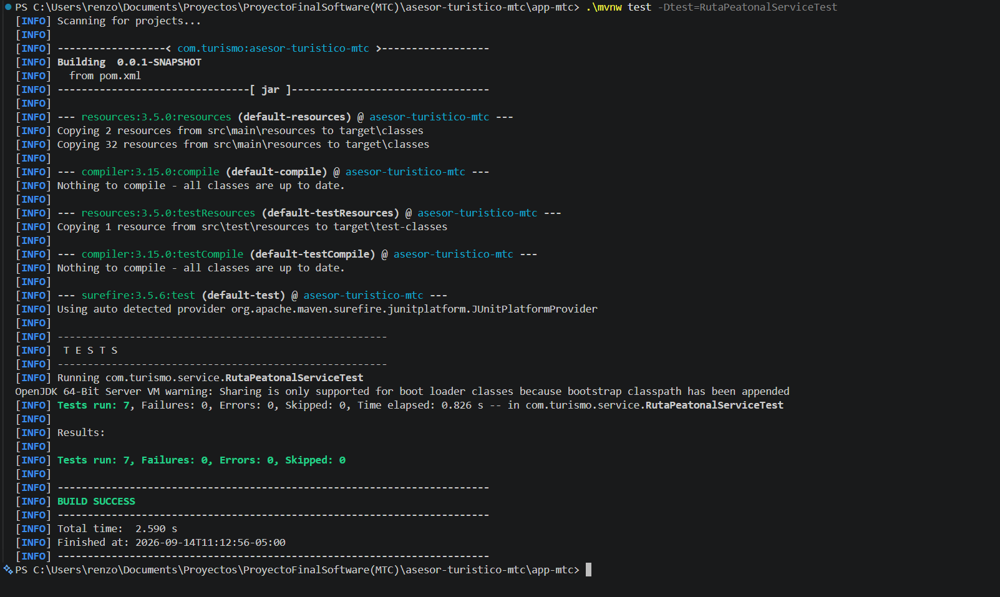 PS C:\Users\renzo\Documents\Proyectos\ProyectoFinalSoftware(MTC)\asesor-turistico-mtc\app-mtc> .\mvnw test -Dtest=RutaPeatonalServiceTest
[INFO] Scanning for projects...
[INFO]
[INFO] ------------------< com.turismo:asesor-turistico-mtc >------------------
[INFO] Building  0.0.1-SNAPSHOT
[INFO]   from pom.xml
[INFO] --------------------------------[ jar ]---------------------------------
[INFO]
[INFO] --- resources:3.5.0:resources (default-resources) @ asesor-turistico-mtc ---
[INFO] Copying 2 resources from src\main\resources to target\classes
[INFO] Copying 32 resources from src\main\resources to target\classes
[INFO]
[INFO] --- compiler:3.15.0:compile (default-compile) @ asesor-turistico-mtc ---
[INFO] Nothing to compile - all classes are up to date.
[INFO]
[INFO] --- resources:3.5.0:testResources (default-testResources) @ asesor-turistico-mtc ---
[INFO] Copying 1 resource from src\test\resources to target\test-classes
[INFO]
[INFO] --- compiler:3.15.0:testCompile (default-testCompile) @ asesor-turistico-mtc ---
[INFO] Nothing to compile - all classes are up to date.
[INFO]
[INFO] --- surefire:3.5.6:test (default-test) @ asesor-turistico-mtc ---
[INFO] Using auto detected provider org.apache.maven.surefire.junitplatform.JUnitPlatformProvider
[INFO]
[INFO] -------------------------------------------------------
[INFO]  T E S T S
[INFO] -------------------------------------------------------
[INFO] Running com.turismo.service.RutaPeatonalServiceTest
OpenJDK 64-Bit Server VM warning: Sharing is only supported for boot loader classes because bootstrap classpath has been appended
[INFO] Tests run: 7, Failures: 0, Errors: 0, Skipped: 0, Time elapsed: 0.826 s -- in com.turismo.service.RutaPeatonalServiceTest
[INFO]
[INFO] Results:
[INFO]
[INFO] Tests run: 7, Failures: 0, Errors: 0, Skipped: 0
[INFO]
[INFO] ------------------------------------------------------------------------
[INFO] BUILD SUCCESS
[INFO] ------------------------------------------------------------------------
[INFO] Total time:  2.590 s
[INFO] Finished at: 2026-09-14T11:12:56-05:00
[INFO] ------------------------------------------------------------------------
PS C:\Users\renzo\Documents\Proyectos\ProyectoFinalSoftware(MTC)\asesor-turistico-mtc\app-mtc>